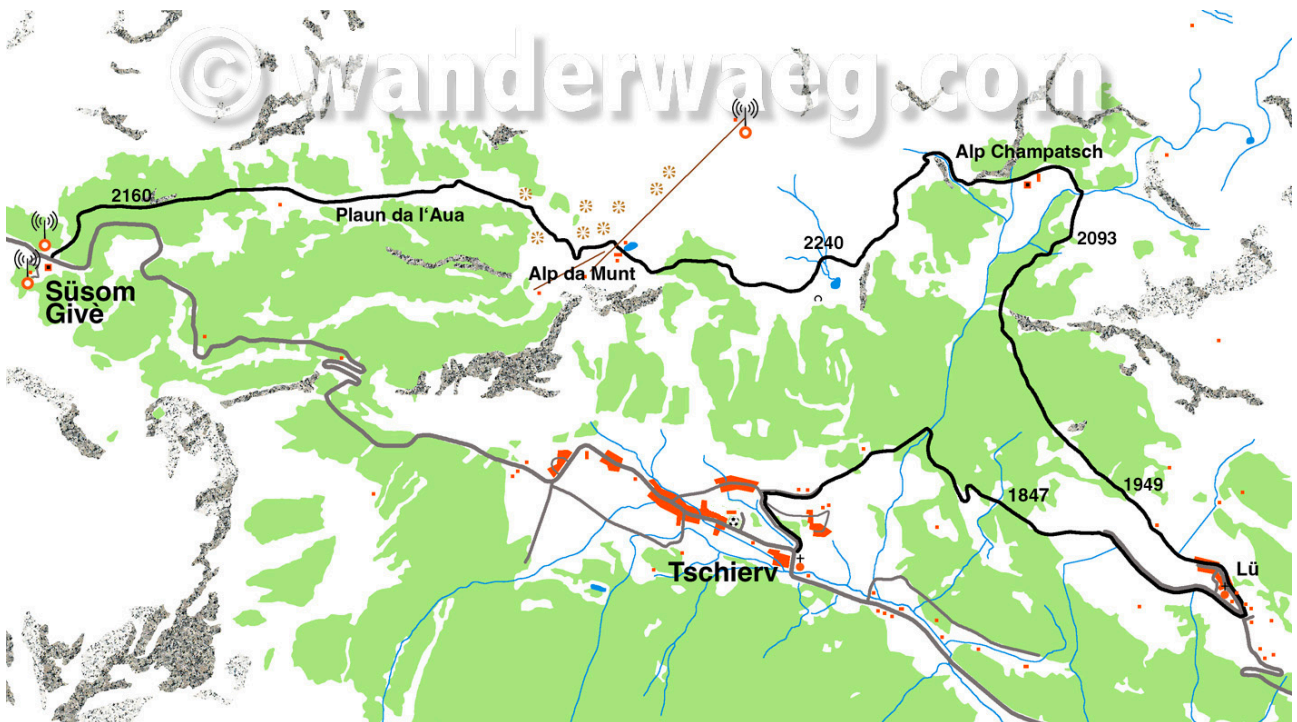 © wanderwaeg.com
Alp Champatsch
2160
Plaun da l'Aua
2093
2240
Alp da Munt
Süsom
Givè
1949
1847
Lü
Tschierv